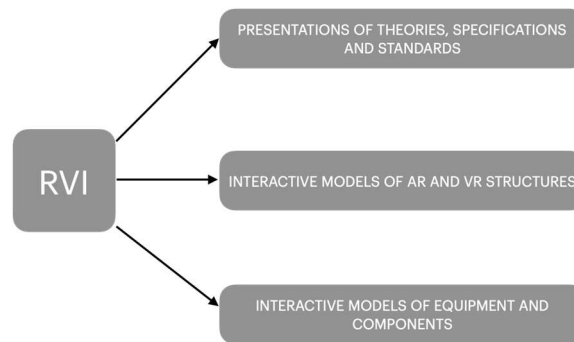 PRESENTATIONS OF THEORIES, SPECIFICATIONS
AND STANDARDS
RVI
INTERACTIVE MODELS OF AR AND VR STRUCTURES
INTERACTIVE MODELS OF EQUIPMENT AND
COMPONENTS